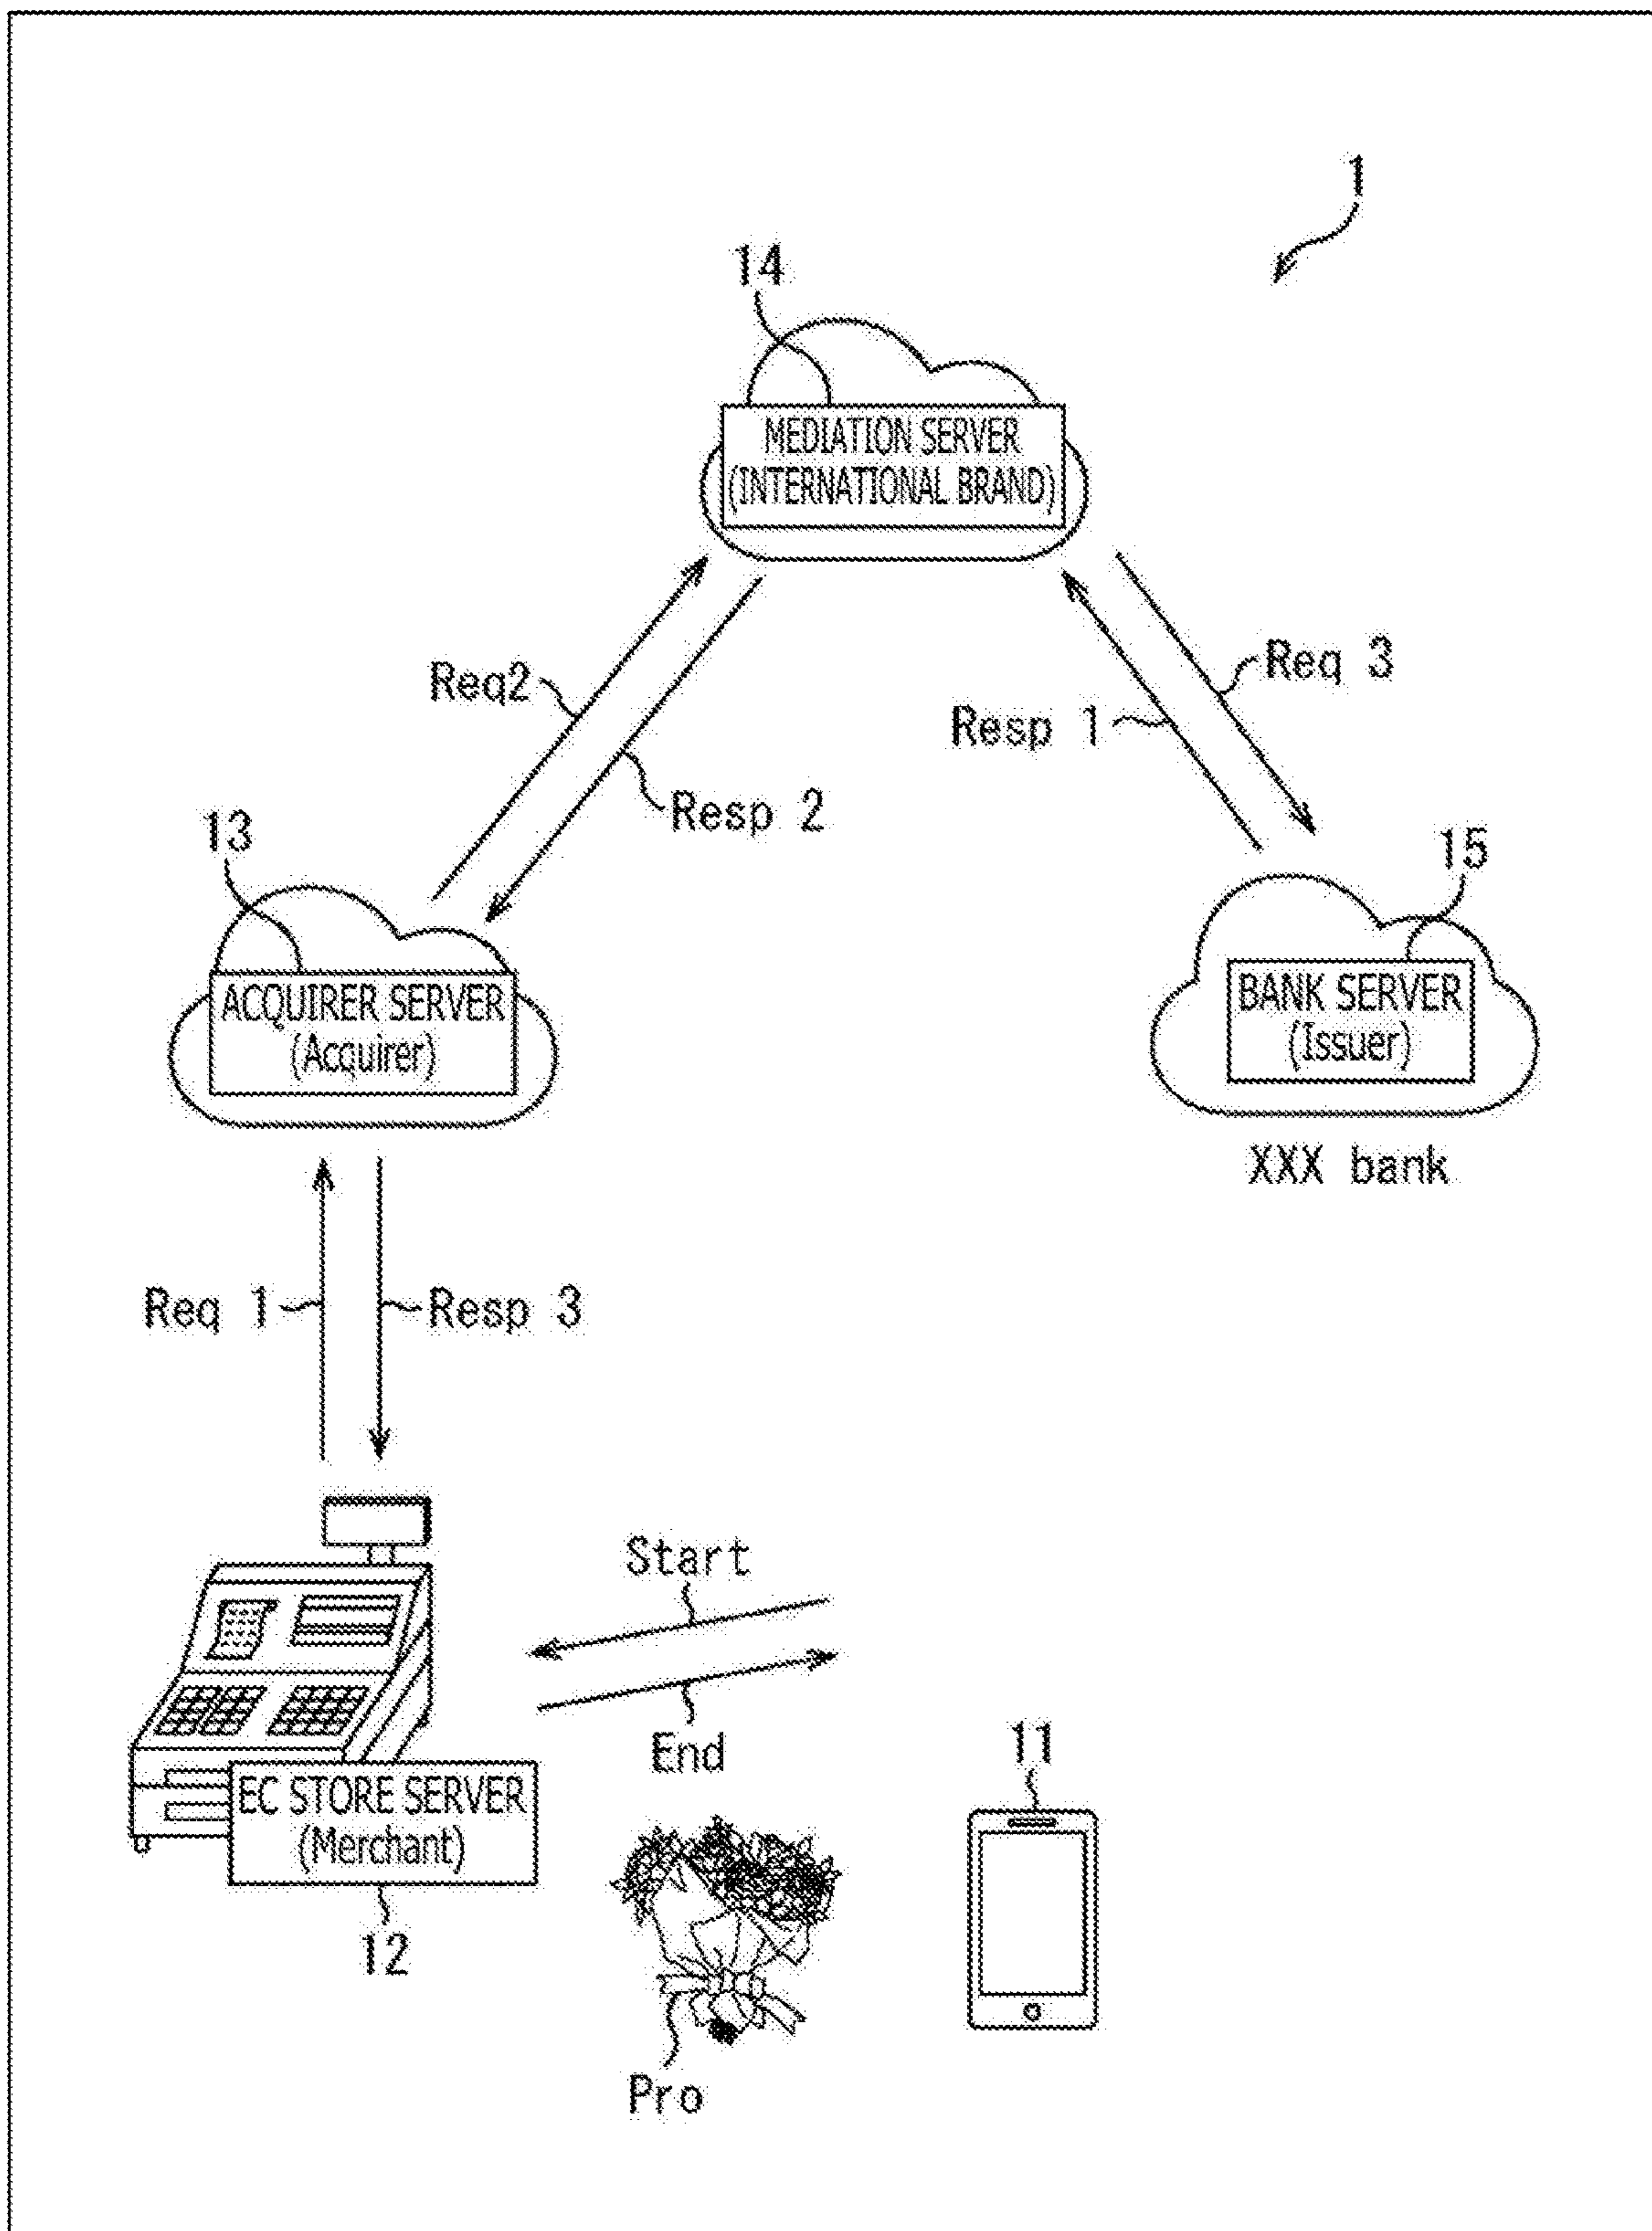 1
14
MEDIATION SERVER
(INTERNATIONAL BRAND)
Req2
Req 3
Resp 1
Resp 2
13
15
ACQUIRER SERVER
(Acquirer)
BANK SERVER
(Issuer)
XXX bank
Req 1
Resp 3
Start
End
11
EC STORE SERVER
(Merchant)
12
Pro